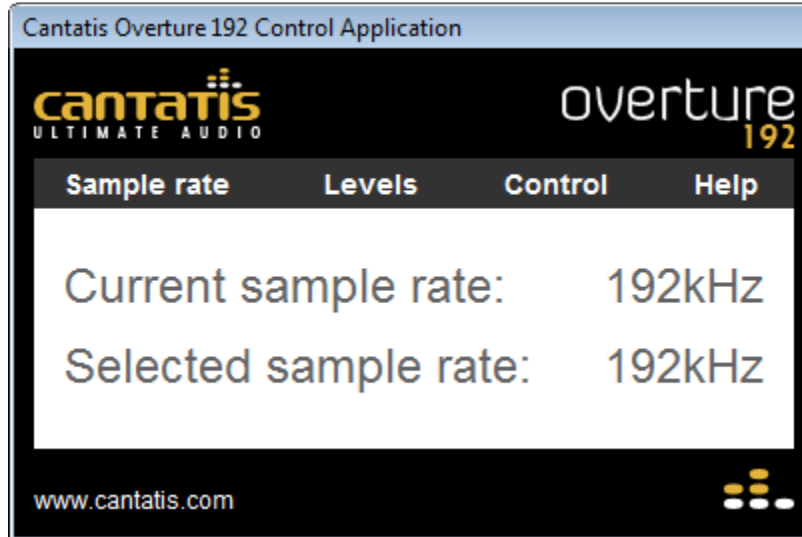 Cantatis Overture 192 Control Application
cantatis
ULTIMATE AUDIO
overture
192
Sample rate Levels Control Help
Current sample rate: 192kHz
Selected sample rate: 192kHz
www.cantatis.com